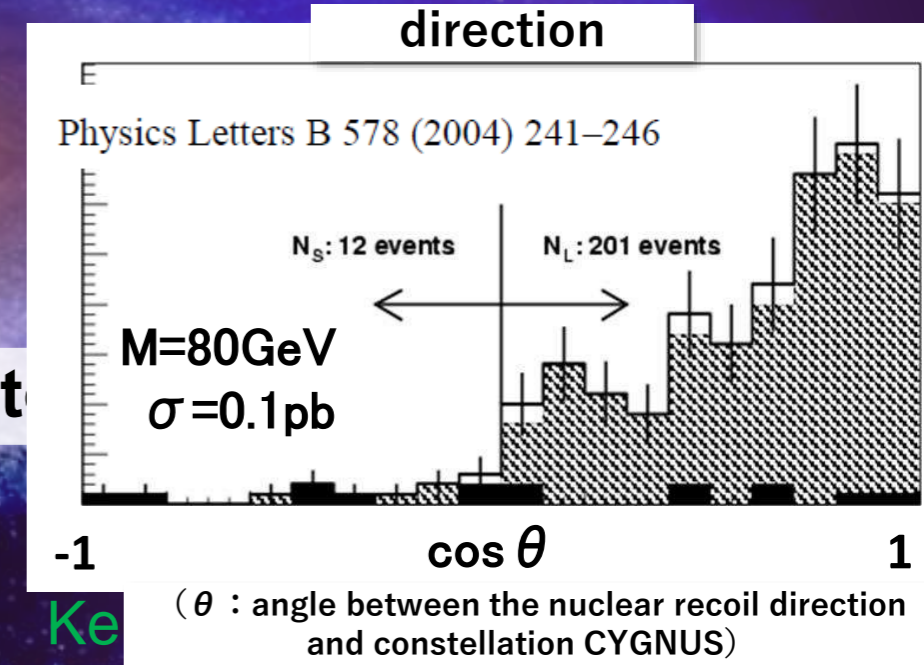 direction
Physics Letters B 578 (2004) 241–246
N_S: 12 events N_L: 201 events
M=80GeV
σ=0.1pb
-1 cos θ 1
（θ：angle between the nuclear recoil direction
and constellation CYGNUS）
Ke